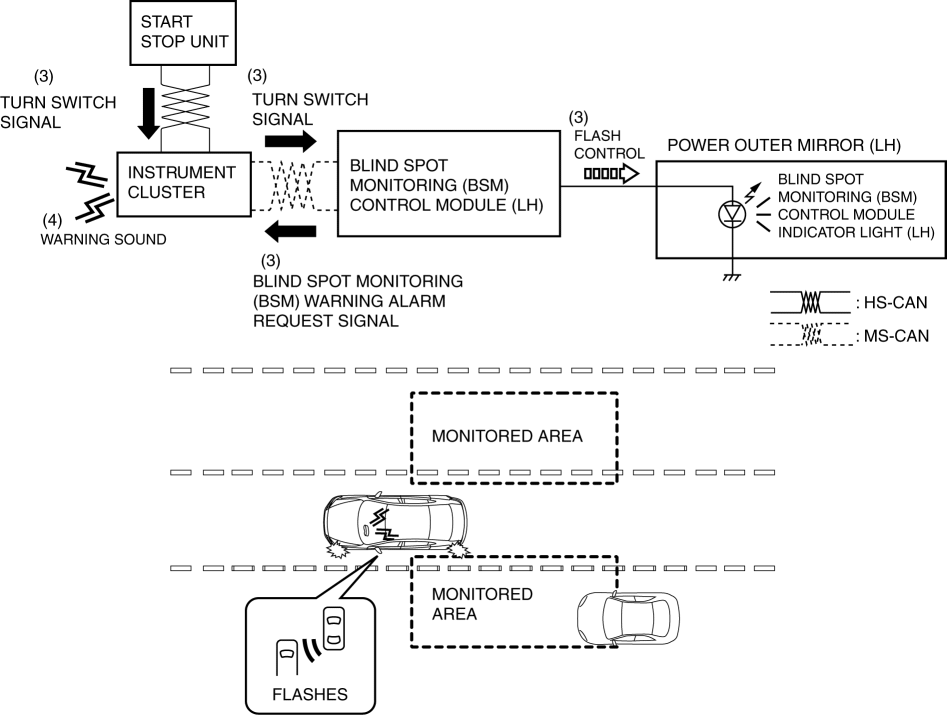 START
STOP UNIT
(3)
TURN SWITCH
SIGNAL
(3)
TURN SWITCH
SIGNAL
INSTRUMENT
CLUSTER
(4)
WARNING SOUND
BLIND SPOT
MONITORING (BSM)
CONTROL MODULE (LH)
(3)
BLIND SPOT MONITORING
(BSM) WARNING ALARM
REQUEST SIGNAL
(3)
FLASH
CONTROL
POWER OUTER MIRROR (LH)
BLIND SPOT
MONITORING (BSM)
CONTROL MODULE
INDICATOR LIGHT (LH)
: HS-CAN
: MS-CAN
MONITORED AREA
MONITORED
AREA
FLASHES